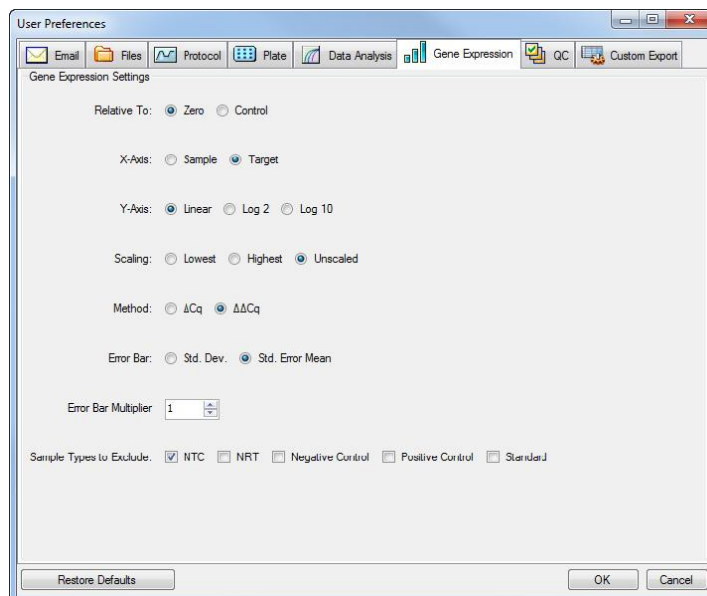 User Preferences
Email Files Protocol Plate Data Analysis Gene Expression QC Custom Export
Gene Expression Settings
Relative To: Zero Control
X-Axis: Sample Target
Y-Axis: Linear Log 2 Log 10
Scaling: Lowest Highest Unscaled
Method: ΔCq ΔΔCq
Error Bar: Std. Dev. Std. Error Mean
Error Bar Multiplier 1
Sample Types to Exclude: NTC NRT Negative Control Positive Control Standard
Restore Defaults OK Cancel